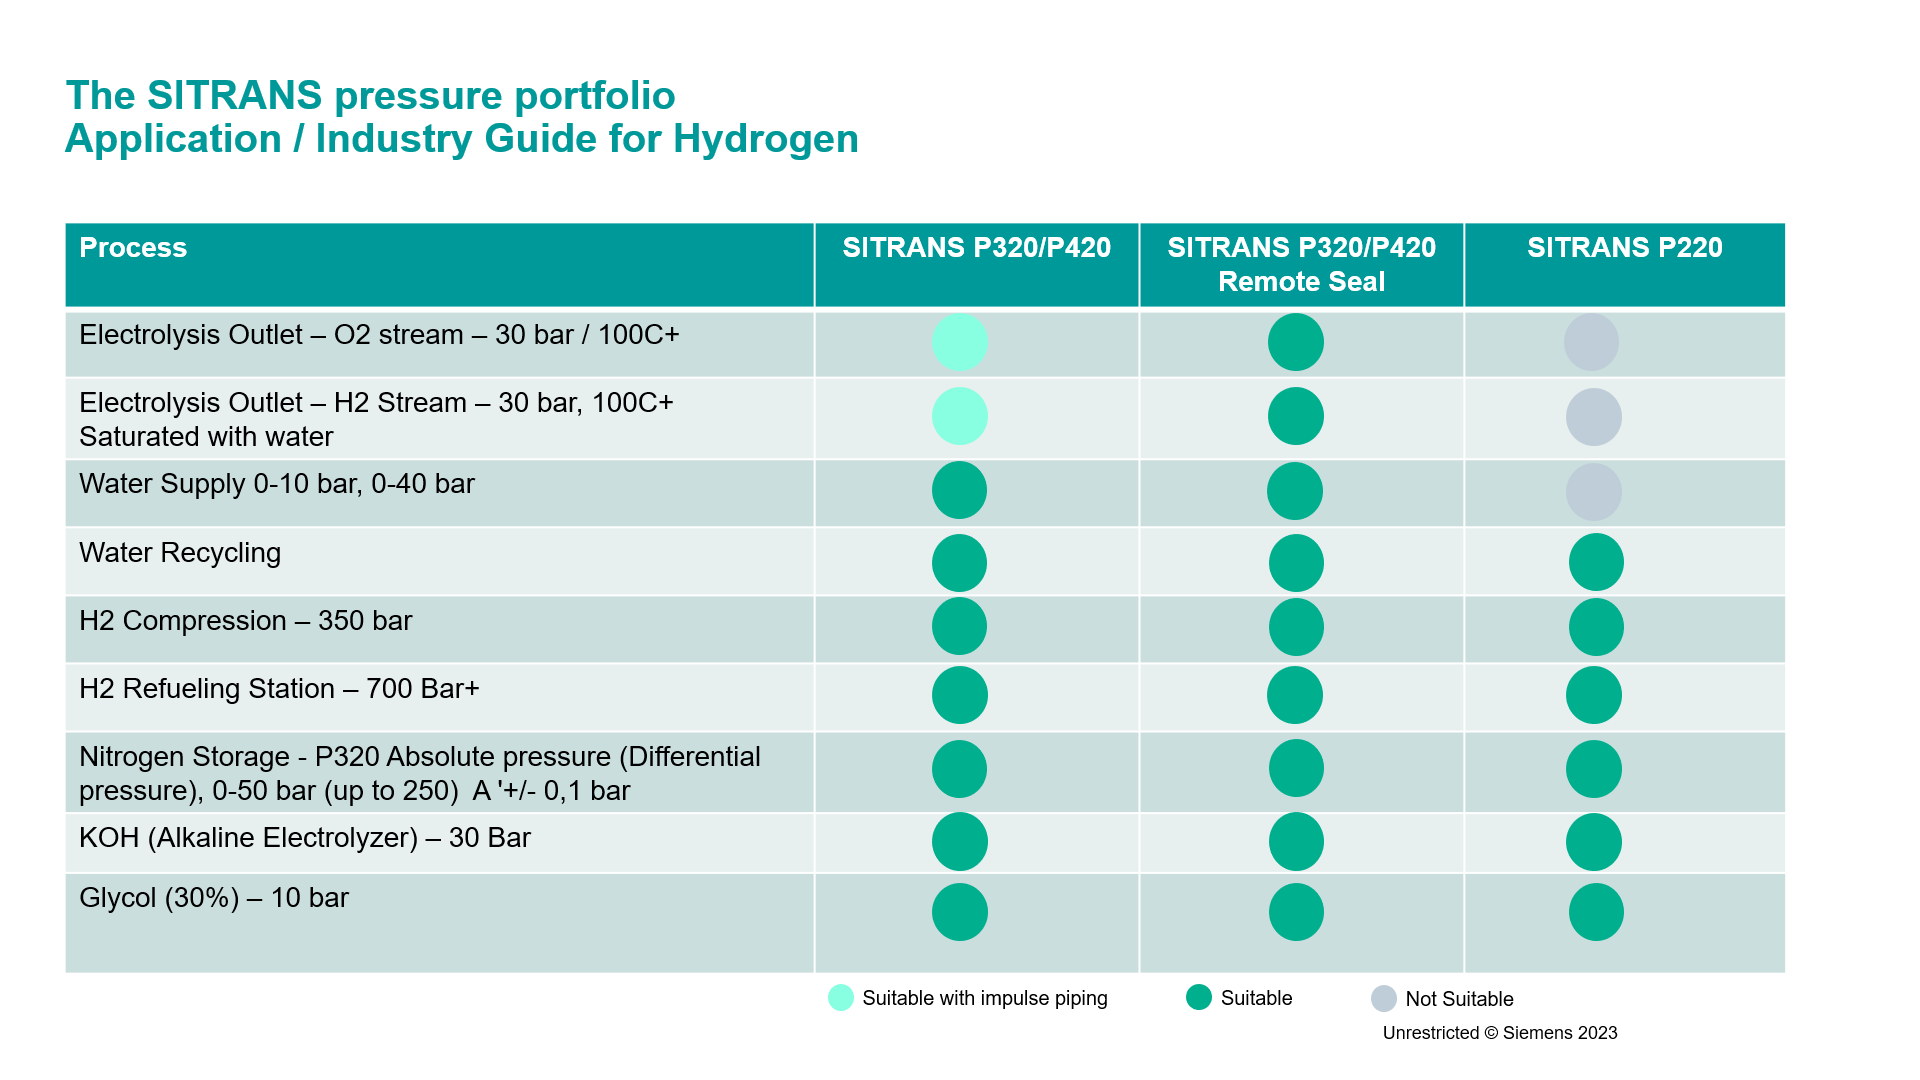 The SITRANS pressure portfolio
Application / Industry Guide for Hydrogen
Process
SITRANS P320/P420
SITRANS P320/P420
Remote Seal
SITRANS P220
Electrolysis Outlet – O2 stream – 30 bar / 100C+
Electrolysis Outlet – H2 Stream – 30 bar, 100C+
Saturated with water
Water Supply 0-10 bar, 0-40 bar
Water Recycling
H2 Compression – 350 bar
H2 Refueling Station – 700 Bar+
Nitrogen Storage - P320 Absolute pressure (Differential
pressure), 0-50 bar (up to 250)  A '+/- 0,1 bar
KOH (Alkaline Electrolyzer) – 30 Bar
Glycol (30%) – 10 bar
Suitable with impulse piping
Suitable
Not Suitable
Unrestricted © Siemens 2023